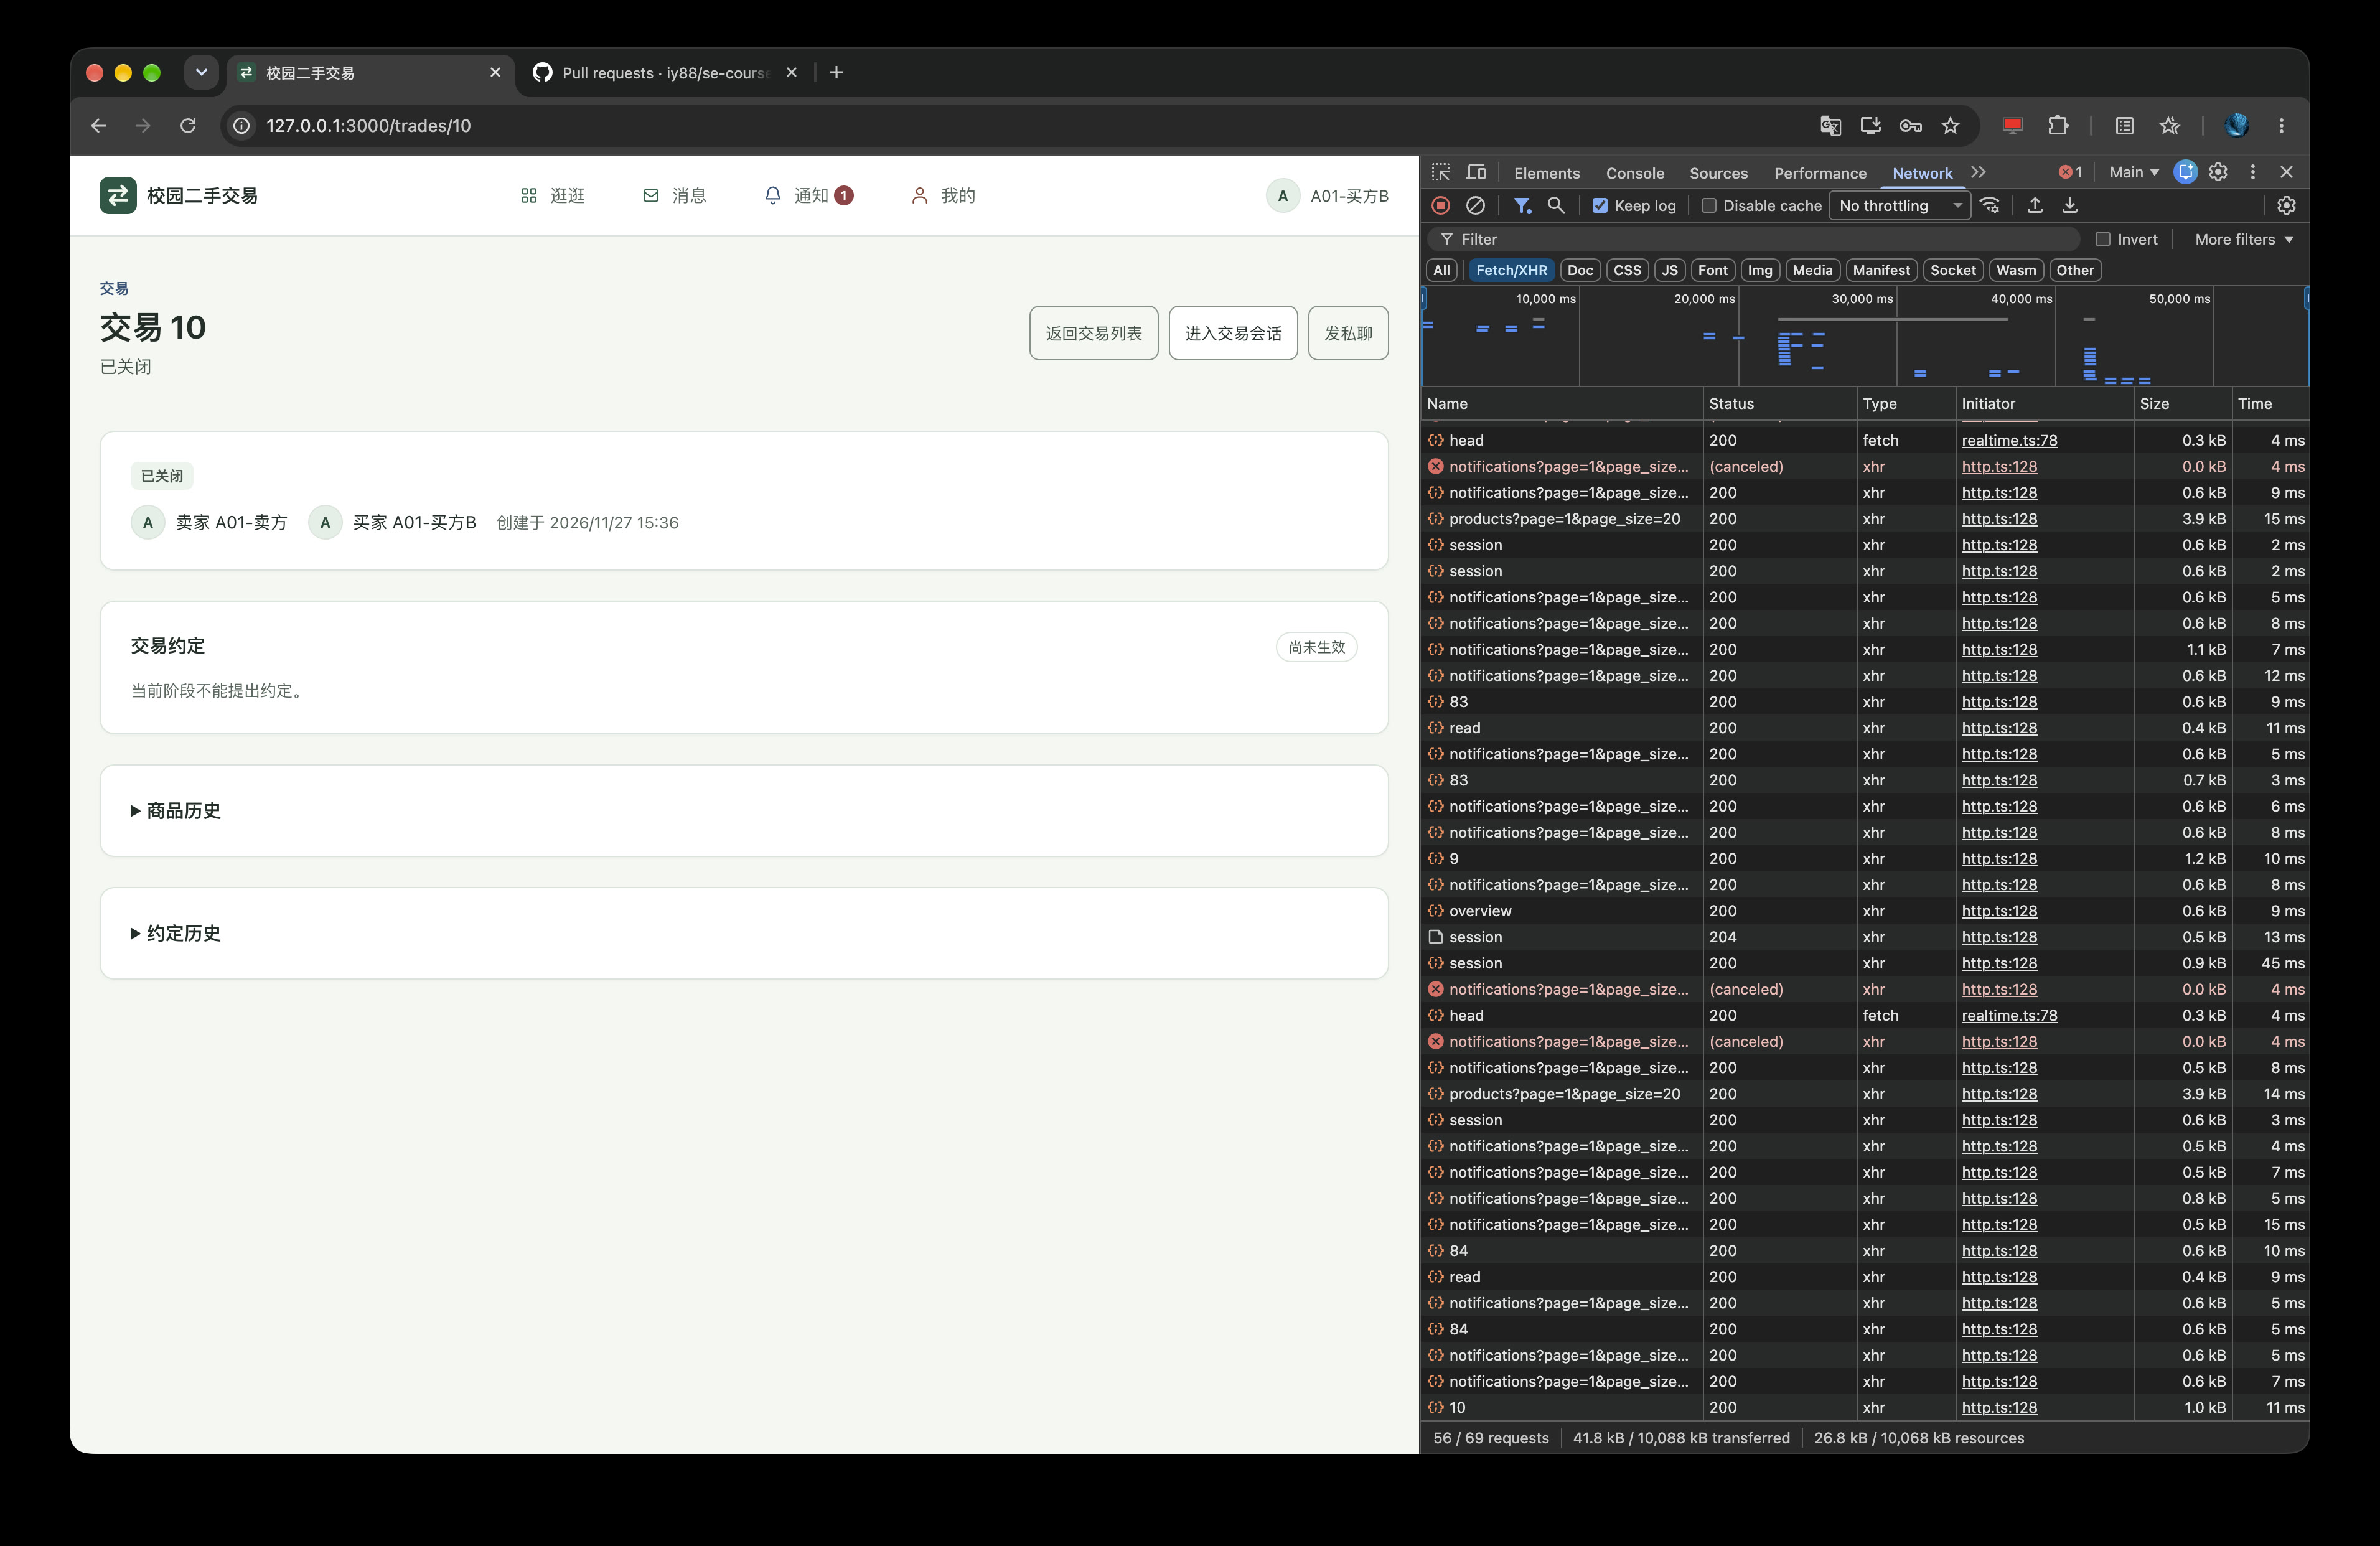 校园二手交易
Pull requests · iy88/se-course
127.0.0.1:3000/trades/10
校园二手交易
逛逛
消息
通知 1
我的
A A01-买方B
交易
交易 10
已关闭
返回交易列表
进入交易会话
发私聊
已关闭
A 卖家 A01-卖方 A 买家 A01-买方B 创建于 2026/11/27 15:36
交易约定
尚未生效
当前阶段不能提出约定。
商品历史
约定历史
Elements Console Sources Performance Network 1 Main
Keep log Disable cache No throttling
Filter Invert More filters
All Fetch/XHR Doc CSS JS Font Img Media Manifest Socket Wasm Other
10,000 ms 20,000 ms 30,000 ms 40,000 ms 50,000 ms
Name Status Type Initiator Size Time
head 200 fetch realtime.ts:78 0.3 kB 4 ms
notifications?page=1&page_size... (canceled) xhr http.ts:128 0.0 kB 4 ms
notifications?page=1&page_size... 200 xhr http.ts:128 0.6 kB 9 ms
products?page=1&page_size=20 200 xhr http.ts:128 3.9 kB 15 ms
session 200 xhr http.ts:128 0.6 kB 2 ms
session 200 xhr http.ts:128 0.6 kB 2 ms
notifications?page=1&page_size... 200 xhr http.ts:128 0.6 kB 5 ms
notifications?page=1&page_size... 200 xhr http.ts:128 0.6 kB 8 ms
notifications?page=1&page_size... 200 xhr http.ts:128 1.1 kB 7 ms
notifications?page=1&page_size... 200 xhr http.ts:128 0.6 kB 12 ms
83 200 xhr http.ts:128 0.6 kB 9 ms
read 200 xhr http.ts:128 0.4 kB 11 ms
notifications?page=1&page_size... 200 xhr http.ts:128 0.6 kB 5 ms
83 200 xhr http.ts:128 0.7 kB 3 ms
notifications?page=1&page_size... 200 xhr http.ts:128 0.6 kB 6 ms
notifications?page=1&page_size... 200 xhr http.ts:128 0.6 kB 8 ms
9 200 xhr http.ts:128 1.2 kB 10 ms
notifications?page=1&page_size... 200 xhr http.ts:128 0.6 kB 8 ms
overview 200 xhr http.ts:128 0.6 kB 9 ms
session 204 xhr http.ts:128 0.5 kB 13 ms
session 200 xhr http.ts:128 0.9 kB 45 ms
notifications?page=1&page_size... (canceled) xhr http.ts:128 0.0 kB 4 ms
head 200 fetch realtime.ts:78 0.3 kB 4 ms
notifications?page=1&page_size... (canceled) xhr http.ts:128 0.0 kB 4 ms
notifications?page=1&page_size... 200 xhr http.ts:128 0.5 kB 8 ms
products?page=1&page_size=20 200 xhr http.ts:128 3.9 kB 14 ms
session 200 xhr http.ts:128 0.6 kB 3 ms
notifications?page=1&page_size... 200 xhr http.ts:128 0.5 kB 4 ms
notifications?page=1&page_size... 200 xhr http.ts:128 0.5 kB 7 ms
notifications?page=1&page_size... 200 xhr http.ts:128 0.8 kB 5 ms
notifications?page=1&page_size... 200 xhr http.ts:128 0.5 kB 15 ms
84 200 xhr http.ts:128 0.6 kB 10 ms
read 200 xhr http.ts:128 0.4 kB 9 ms
notifications?page=1&page_size... 200 xhr http.ts:128 0.6 kB 5 ms
84 200 xhr http.ts:128 0.6 kB 5 ms
notifications?page=1&page_size... 200 xhr http.ts:128 0.6 kB 5 ms
notifications?page=1&page_size... 200 xhr http.ts:128 0.6 kB 7 ms
10 200 xhr http.ts:128 1.0 kB 11 ms
56 / 69 requests 41.8 kB / 10,088 kB transferred 26.8 kB / 10,068 kB resources